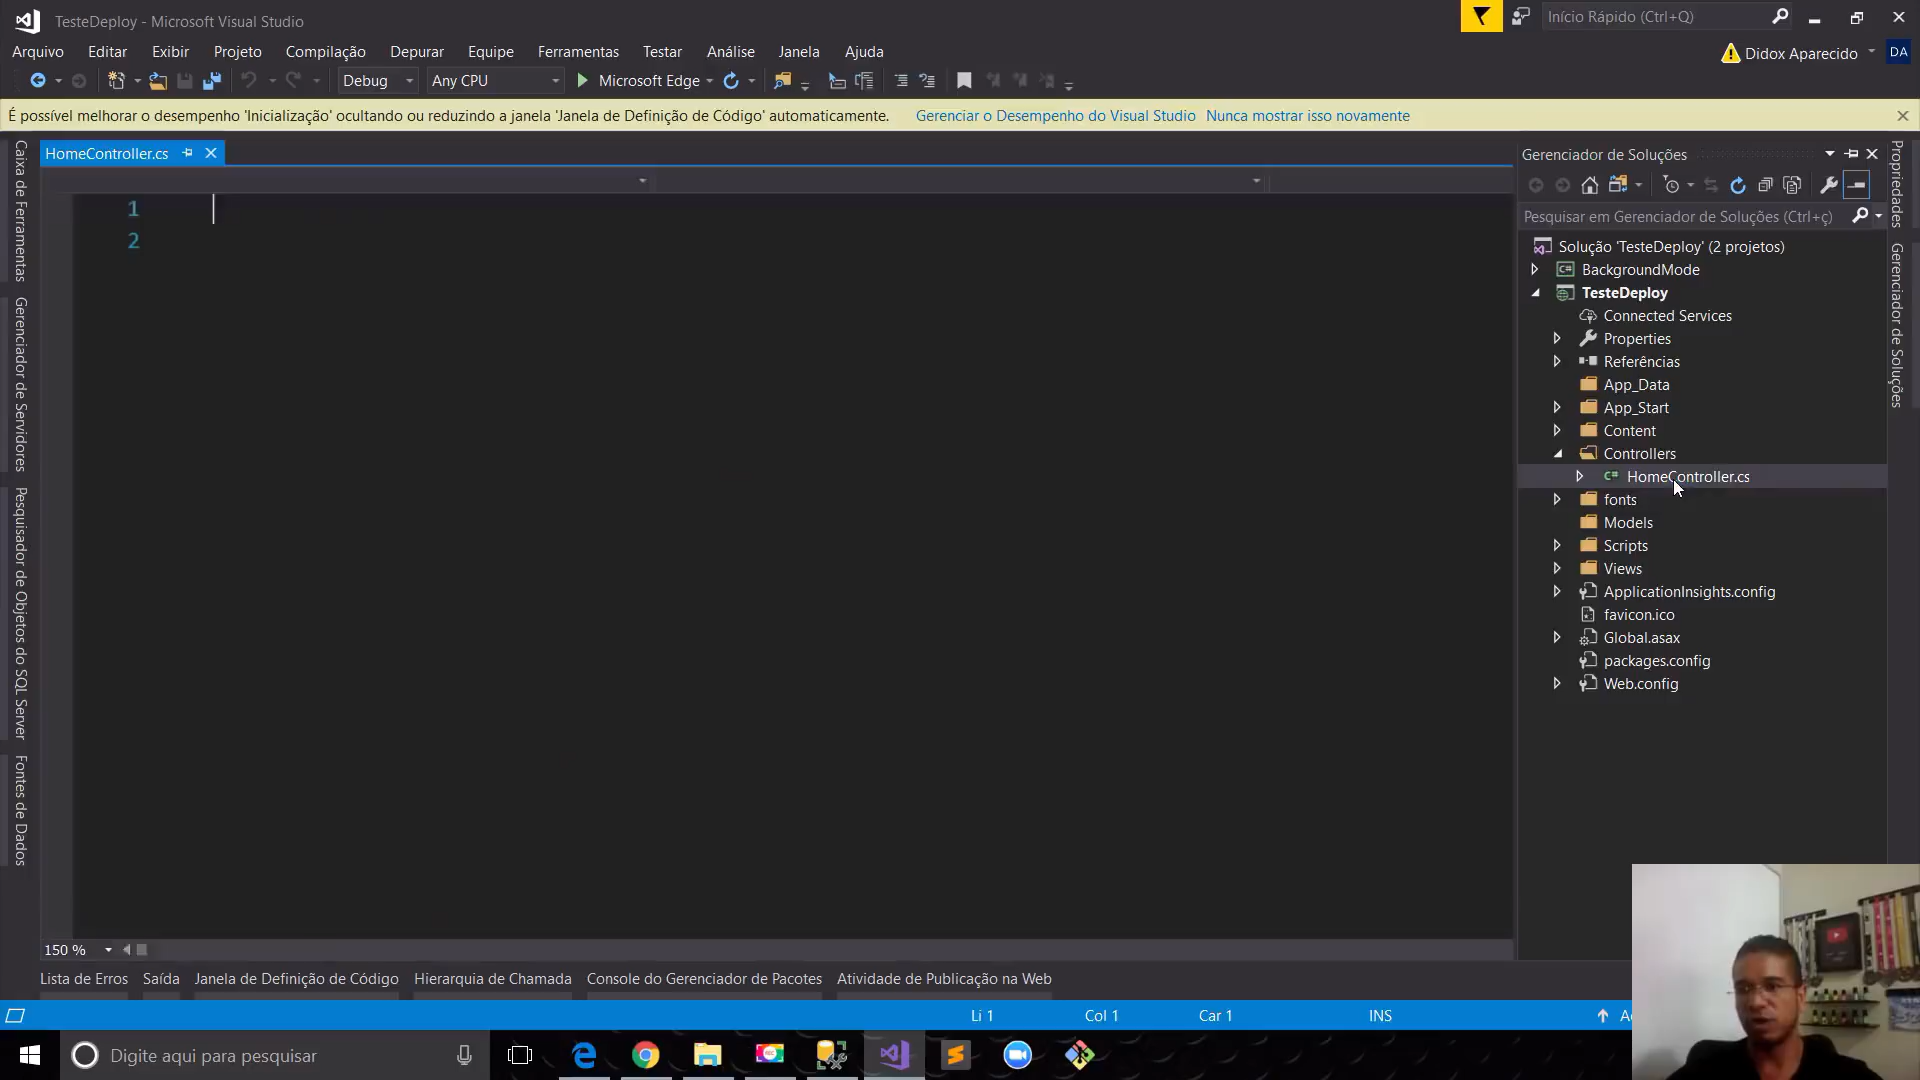 TesteDeploy - Microsoft Visual Studio
Início Rápido (Ctrl+Q)
Arquivo Editar Exibir Projeto Compilação Depurar Equipe Ferramentas Testar Análise Janela Ajuda
Didox Aparecido DA
Debug Any CPU Microsoft Edge
É possível melhorar o desempenho 'Inicialização' ocultando ou reduzindo a janela 'Janela de Definição de Código' automaticamente. Gerenciar o Desempenho do Visual Studio Nunca mostrar isso novamente
Caixa de Ferramentas
Gerenciador de Servidores
Pesquisador de Objetos do SQL Server
Fontes de Dados
HomeController.cs
1
2
150 %
Gerenciador de Soluções
Pesquisar em Gerenciador de Soluções (Ctrl+ç)
Solução 'TesteDeploy' (2 projetos)
C# BackgroundMode
TesteDeploy
Connected Services
Properties
Referências
App_Data
App_Start
Content
Controllers
C# HomeController.cs
fonts
Models
Scripts
Views
ApplicationInsights.config
favicon.ico
Global.asax
packages.config
Web.config
Propriedades
Gerenciador de Soluções
Lista de Erros Saída Janela de Definição de Código Hierarquia de Chamada Console do Gerenciador de Pacotes Atividade de Publicação na Web
Li 1 Col 1 Car 1 INS
Digite aqui para pesquisar